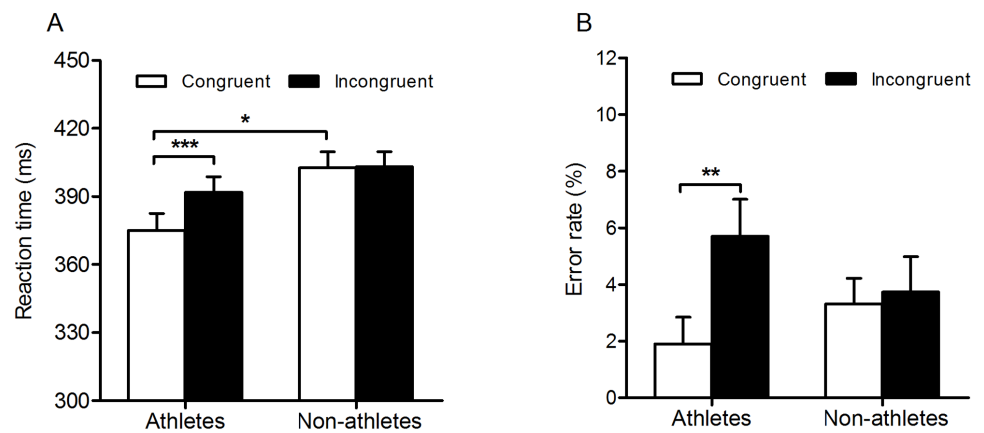 A
Reaction time (ms)
450
420
390
360
330
300
Congruent
Incongruent
*
***
Athletes
Non-athletes
B
Error rate (%)
12
10
8
6
4
2
0
Congruent
Incongruent
**
Athletes
Non-athletes